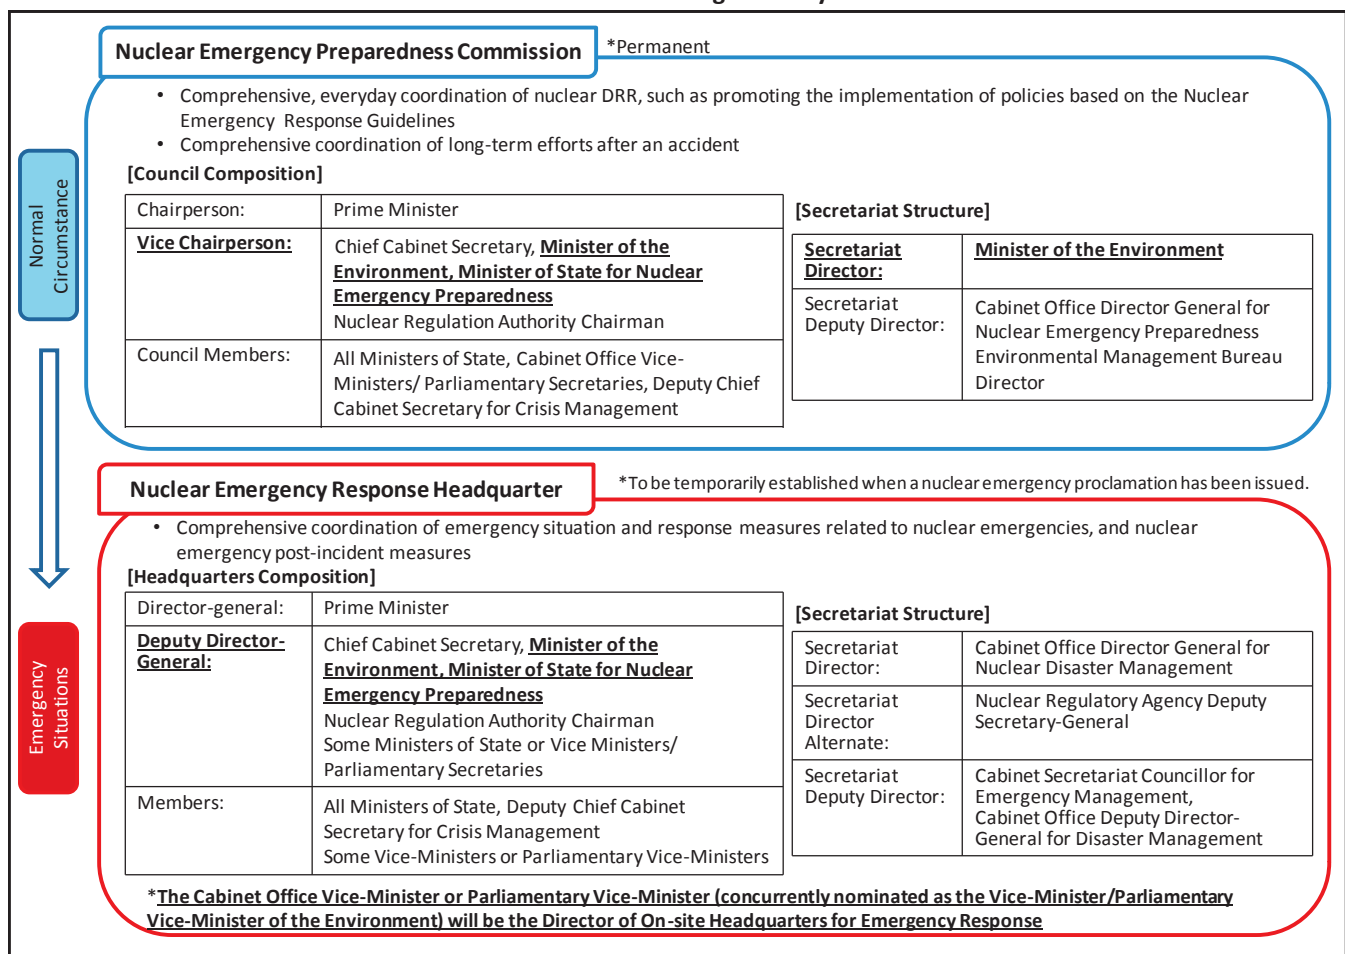 Nuclear Emergency Preparedness Commission
*Permanent
• Comprehensive, everyday coordination of nuclear DRR, such as promoting the implementation of policies based on the Nuclear
Emergency Response Guidelines
• Comprehensive coordination of long-term efforts after an accident
[Council Composition]
Chairperson:
Prime Minister
Vice Chairperson:
Chief Cabinet Secretary, Minister of the
Environment, Minister of State for Nuclear
Emergency Preparedness
Nuclear Regulation Authority Chairman
Council Members:
All Ministers of State, Cabinet Office Vice-
Ministers/ Parliamentary Secretaries, Deputy Chief
Cabinet Secretary for Crisis Management
[Secretariat Structure]
Secretariat
Director:
Minister of the Environment
Secretariat
Deputy Director:
Cabinet Office Director General for
Nuclear Emergency Preparedness
Environmental Management Bureau
Director
Normal
Circumstance
Nuclear Emergency Response Headquarter
*To be temporarily established when a nuclear emergency proclamation has been issued.
• Comprehensive coordination of emergency situation and response measures related to nuclear emergencies, and nuclear
emergency post-incident measures
[Headquarters Composition]
Director-general:
Prime Minister
Deputy Director-
General:
Chief Cabinet Secretary, Minister of the
Environment, Minister of State for Nuclear
Emergency Preparedness
Nuclear Regulation Authority Chairman
Some Ministers of State or Vice Ministers/
Parliamentary Secretaries
Members:
All Ministers of State, Deputy Chief Cabinet
Secretary for Crisis Management
Some Vice-Ministers or Parliamentary Vice-Ministers
[Secretariat Structure]
Secretariat
Director:
Cabinet Office Director General for
Nuclear Disaster Management
Secretariat
Director
Alternate:
Nuclear Regulatory Agency Deputy
Secretary-General
Secretariat
Deputy Director:
Cabinet Secretariat Councillor for
Emergency Management,
Cabinet Office Deputy Director-
General for Disaster Management
Emergency
Situations
*The Cabinet Office Vice-Minister or Parliamentary Vice-Minister (concurrently nominated as the Vice-Minister/Parliamentary
Vice-Minister of the Environment) will be the Director of On-site Headquarters for Emergency Response